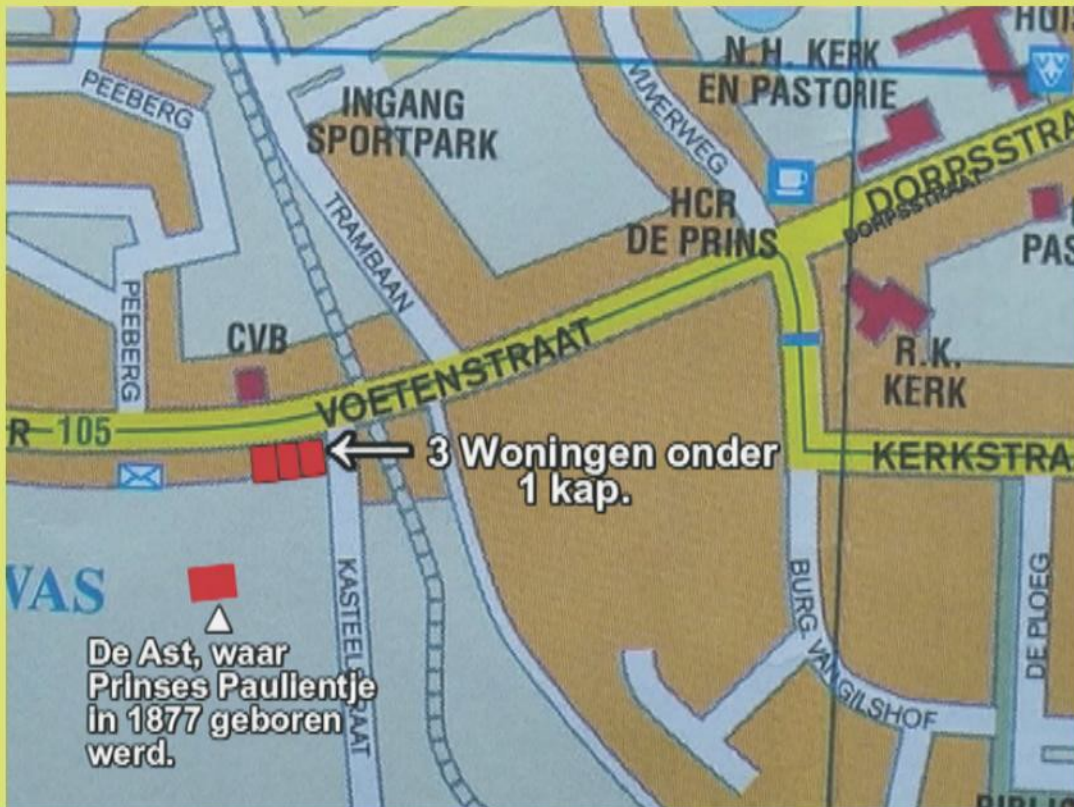 HUIS
N.H. KERK
EN PASTORIE
PEEBERG
INGANG
SPORTPARK
VIJVERWEG
DORPSSTRA
DORPSSTRAAT
HCR
DE PRINS
PAS
TRAMBAAN
PEEBERG
CVB
R.K.
KERK
VOETENSTRAAT
R 105
3 Woningen onder
1 kap.
KERKSTRA
VAS
KASTEELSTRAAT
BURG. VAN GILSHOF
DE PLOEG
De Ast, waar
Prinses Paulientje
in 1877 geboren
werd.